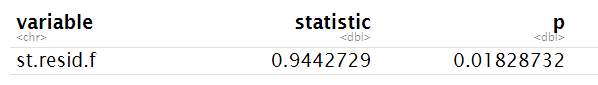 variable statistic p
<chr> <dbl> <dbl>
st.resid.f 0.9442729 0.01828732